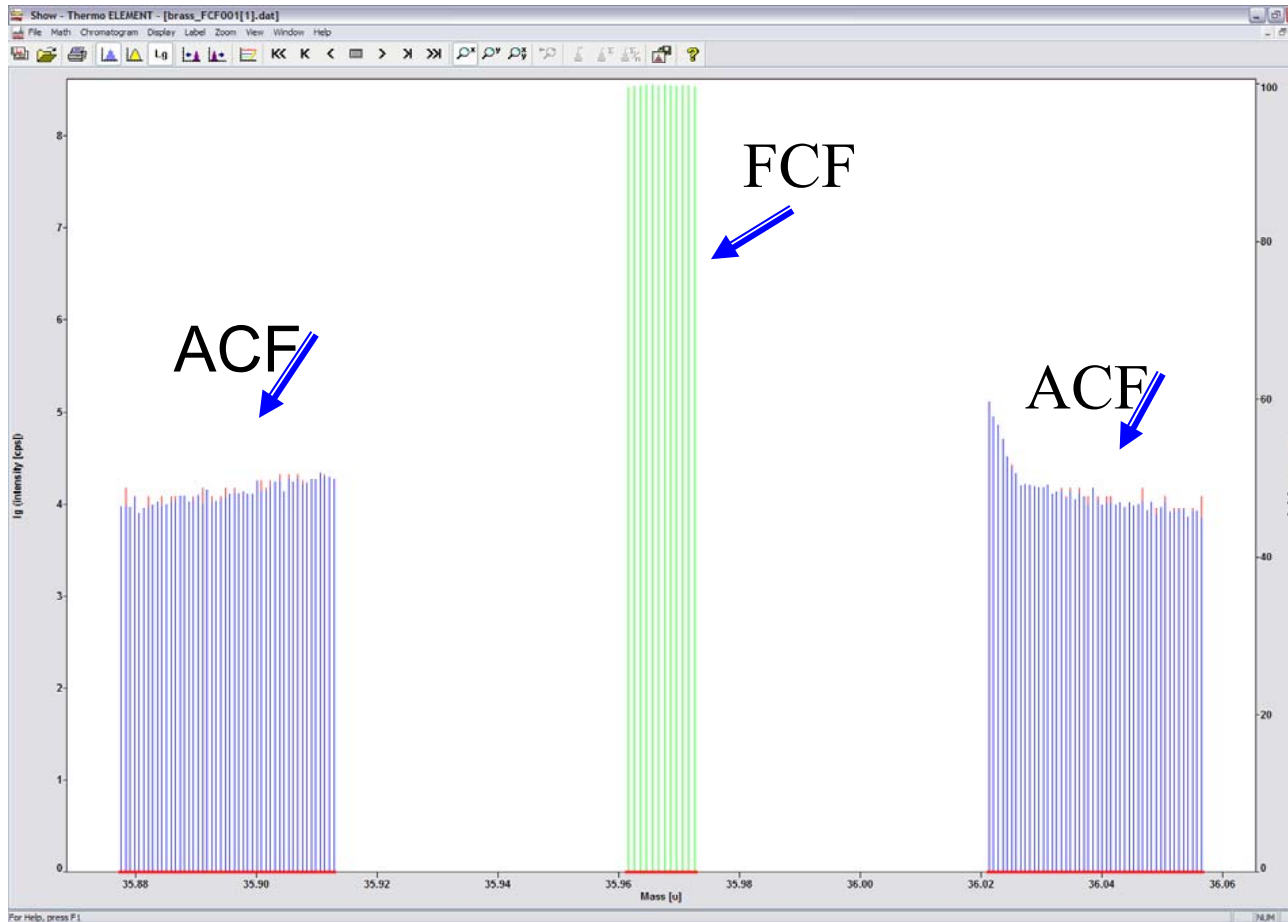 Show - Thermo ELEMENT - [brass_FCF001[1].dat]
File Math Chromatogram Display Label Zoom View Window Help
Lg
FCF
ACF
ACF
lg (intensity [cps])
8
7
6
5
4
3
2
1
0
100
80
60
40
20
0
35.88 35.90 35.92 35.94 35.96 35.98 36.00 36.02 36.04 36.06
Mass [u]
For Help, press F1
NUM